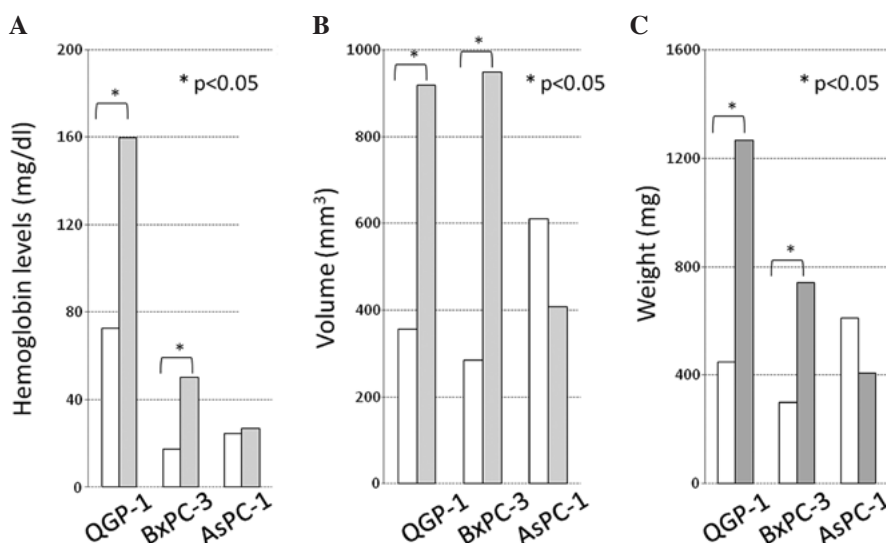 A
Hemoglobin levels (mg/dl)
200
160
120
80
40
0
* p<0.05
*
*
QGP-1
BxPC-3
AsPC-1
B
Volume (mm³)
1000
800
600
400
200
0
* p<0.05
*
*
QGP-1
BxPC-3
AsPC-1
C
Weight (mg)
1600
1200
800
400
0
* p<0.05
*
*
QGP-1
BxPC-3
AsPC-1